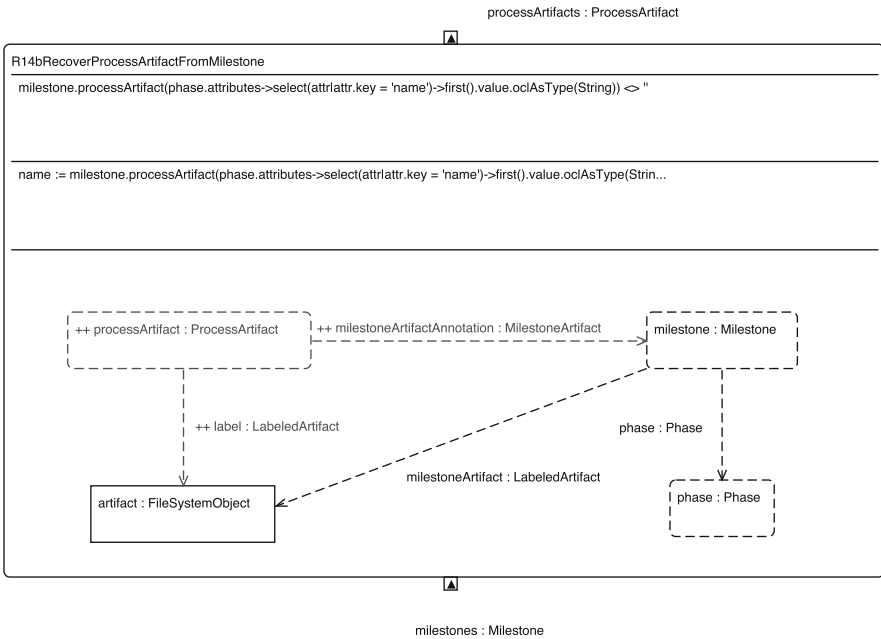 processArtifacts : ProcessArtifact
R14bRecoverProcessArtifactFromMilestone
milestone.processArtifact(phase.attributes->select(attr|attr.key = 'name')->first().value.oclAsType(String)) <> ''
name := milestone.processArtifact(phase.attributes->select(attr|attr.key = 'name')->first().value.oclAsType(Strin...
++ processArtifact : ProcessArtifact
++ milestoneArtifactAnnotation : MilestoneArtifact
milestone : Milestone
++ label : LabeledArtifact
phase : Phase
milestoneArtifact : LabeledArtifact
artifact : FileSystemObject
phase : Phase
milestones : Milestone